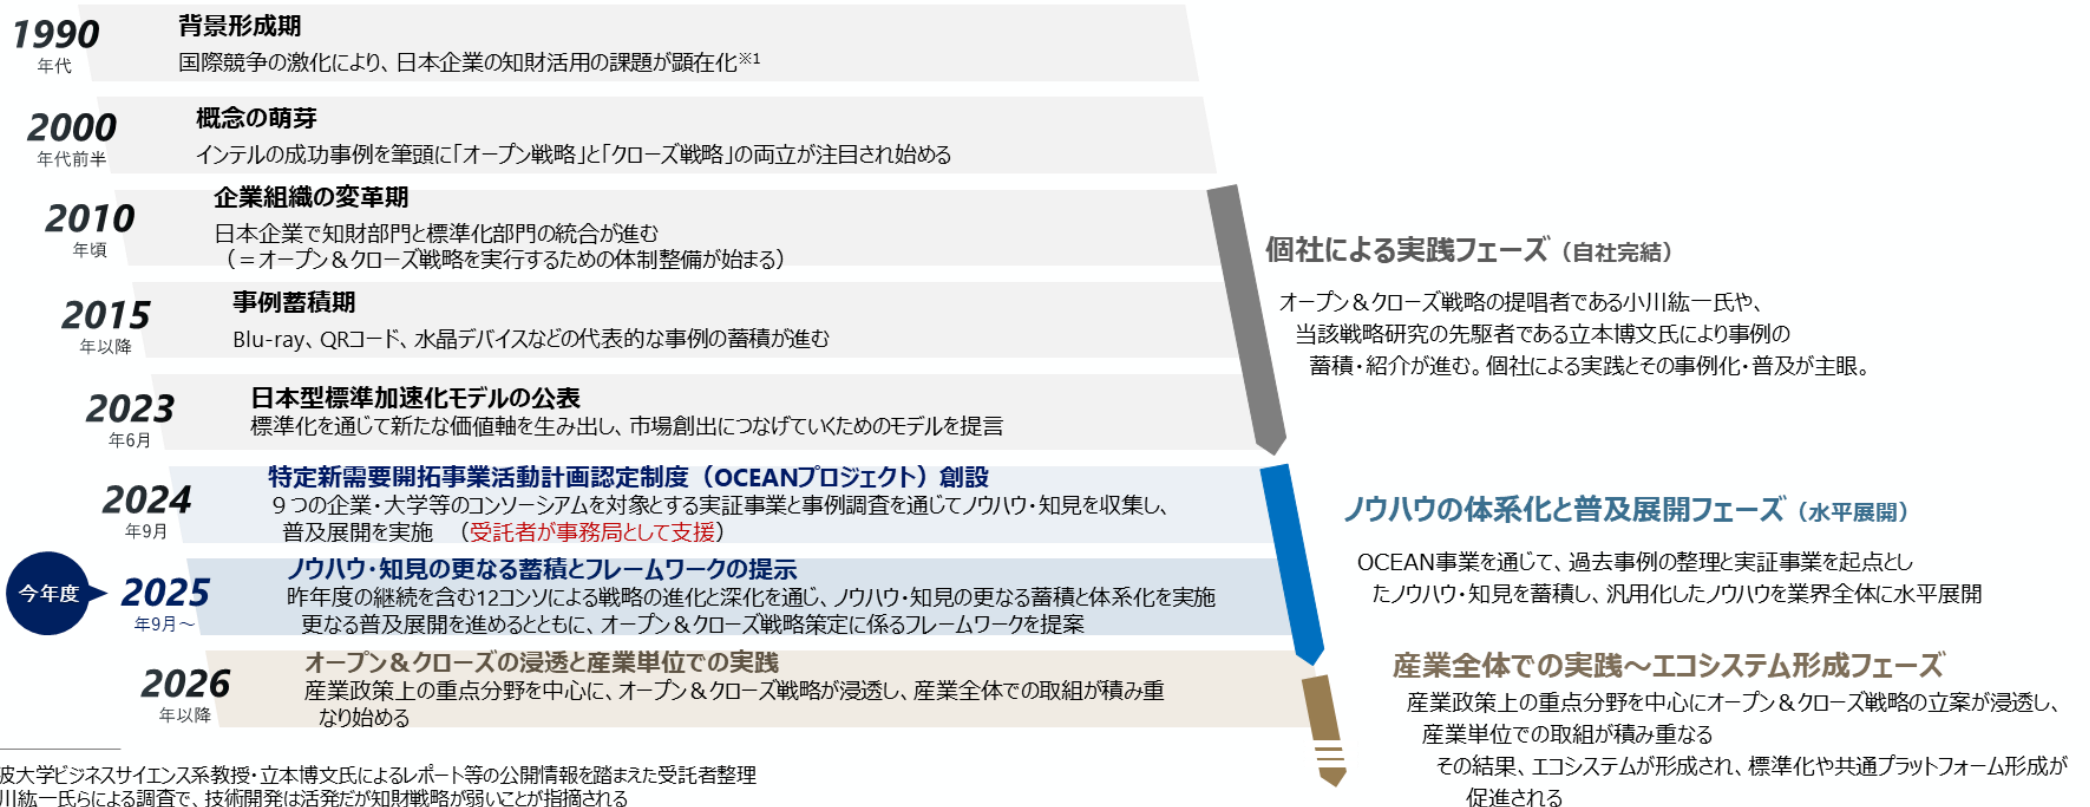 1990
年代
背景形成期
国際競争の激化により、日本企業の知財活用の課題が顕在化※1
2000
年代前半
概念の萌芽
インテルの成功事例を筆頭に「オープン戦略」と「クローズ戦略」の両立が注目され始める
2010
年頃
企業組織の変革期
日本企業で知財部門と標準化部門の統合が進む
（＝オープン＆クローズ戦略を実行するための体制整備が始まる）
2015
年以降
事例蓄積期
Blu-ray、QRコード、水晶デバイスなどの代表的な事例の蓄積が進む
2023
年6月
日本型標準加速化モデルの公表
標準化を通じて新たな価値軸を生み出し、市場創出につなげていくためのモデルを提言
個社による実践フェーズ（自社完結）
オープン＆クローズ戦略の提唱者である小川紘一氏や、
当該戦略研究の先駆者である立本博文氏により事例の
蓄積・紹介が進む。個社による実践とその事例化・普及が主眼。
2024
年9月
特定新需要開拓事業活動計画認定制度（OCEANプロジェクト）創設
９つの企業・大学等のコンソーシアムを対象とする実証事業と事例調査を通じてノウハウ・知見を収集し、
普及展開を実施　（受託者が事務局として支援）
今年度
2025
年9月～
ノウハウ・知見の更なる蓄積とフレームワークの提示
昨年度の継続を含む12コンソによる戦略の進化と深化を通じ、ノウハウ・知見の更なる蓄積と体系化を実施
更なる普及展開を進めるとともに、オープン＆クローズ戦略策定に係るフレームワークを提案
ノウハウの体系化と普及展開フェーズ（水平展開）
OCEAN事業を通じて、過去事例の整理と実証事業を起点とし
たノウハウ・知見を蓄積し、汎用化したノウハウを業界全体に水平展開
2026
年以降
オープン＆クローズの浸透と産業単位での実践
産業政策上の重点分野を中心に、オープン＆クローズ戦略が浸透し、産業全体での取組が積み重
なり始める
産業全体での実践～エコシステム形成フェーズ
産業政策上の重点分野を中心にオープン＆クローズ戦略の立案が浸透し、
産業単位での取組が積み重なる
その結果、エコシステムが形成され、標準化や共通プラットフォーム形成が
促進される
波大学ビジネスサイエンス系教授・立本博文氏によるレポート等の公開情報を踏まえた受託者整理
川紘一氏らによる調査で、技術開発は活発だが知財戦略が弱いことが指摘される